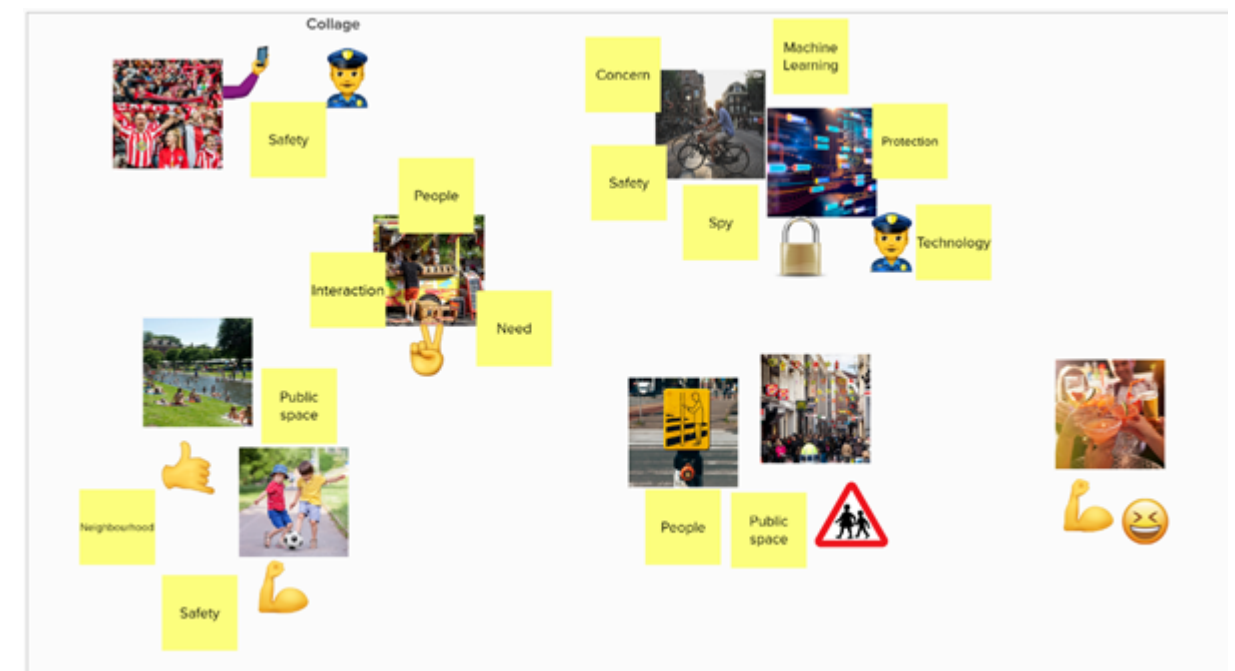 Collage
Safety
People
Interaction
Need
Public
space
Neighbourhood
Safety
Concern
Machine
Learning
Protection
Safety
Spy
Technology
People
Public
space